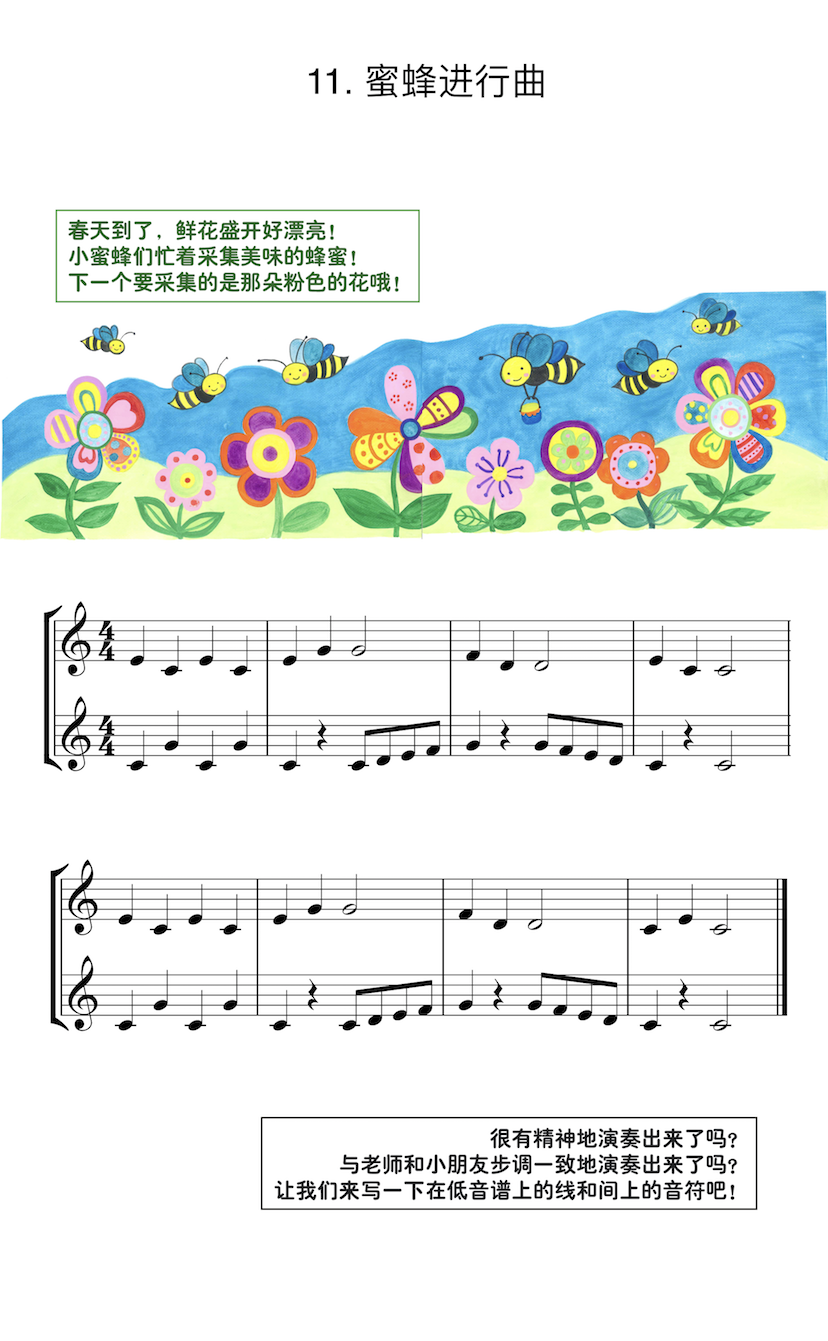 11. 蜜蜂进行曲
春天到了，鲜花盛开好漂亮！
小蜜蜂们忙着采集美味的蜂蜜！
下一个要采集的是那朵粉色的花哦！
4
4
4
4
很有精神地演奏出来了吗？
与老师和小朋友步调一致地演奏出来了吗？
让我们来写一下在低音谱上的线和间上的音符吧！